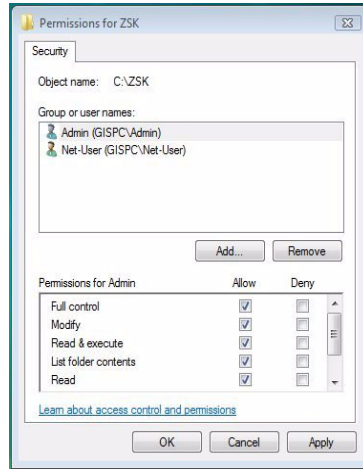 Permissions for ZSK
Security
Object name: C:\ZSK
Group or user names:
Admin (GISPC\Admin)
Net-User (GISPC\Net-User)
Add... Remove
Permissions for Admin Allow Deny
Full control
Modify
Read & execute
List folder contents
Read
Learn about access control and permissions
OK Cancel Apply